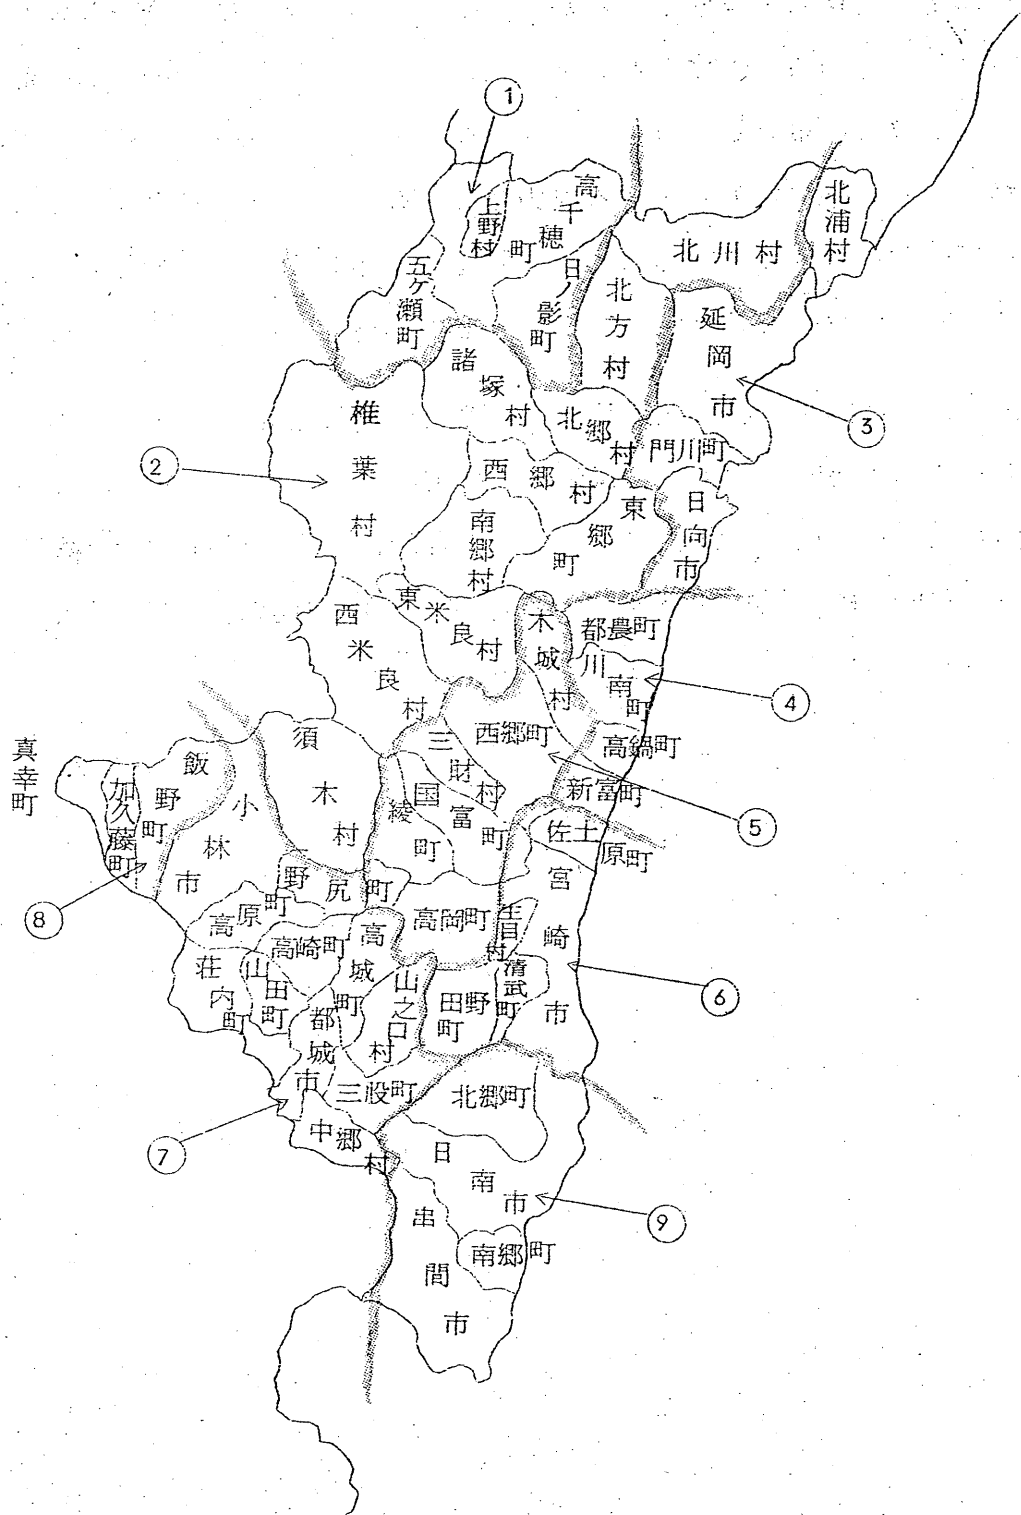 ①
上野村
高千穂町
北浦村
北川村
五ヶ瀬町
日ノ影町
北方村
延岡市
諸塚村
③
椎葉村
北郷村
門川町
②
西郷村
日向市
南郷村
東郷町
西米良村
東米良村
木城村
都農町
川南町
④
須木村
三財村
西郷町
高鍋町
真幸町
飯野町
加久藤町
小林市
綾町
国富町
新富町
⑤
佐土原町
⑧
野尻町
高原町
高岡町
宮崎市
生目村
高崎町
高城町
荘内町
山田町
山之口村
田野町
清武町
⑥
都城市
三股町
北郷町
⑦
中郷村
日南市
⑨
串間市
南郷町